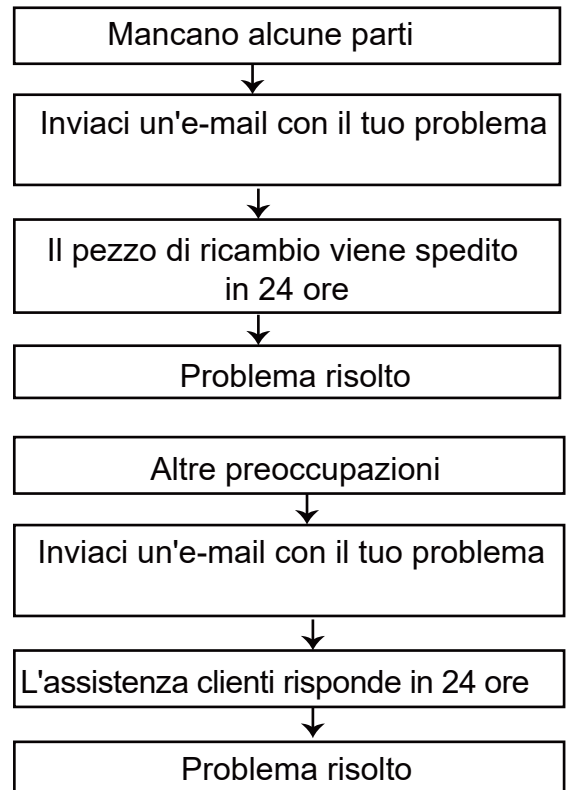 Mancano alcune parti
Inviaci un'e-mail con il tuo problema
Il pezzo di ricambio viene spedito
in 24 ore
Problema risolto
Altre preoccupazioni
Inviaci un'e-mail con il tuo problema
L'assistenza clienti risponde in 24 ore
Problema risolto